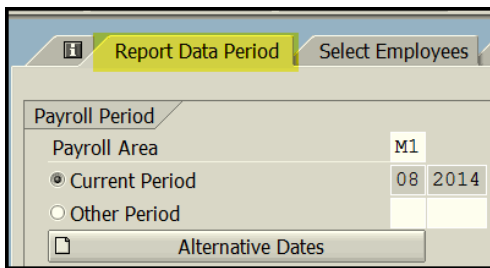 Report Data Period Select Employees
Payroll Period
Payroll Area M1
Current Period 08 2014
Other Period
Alternative Dates